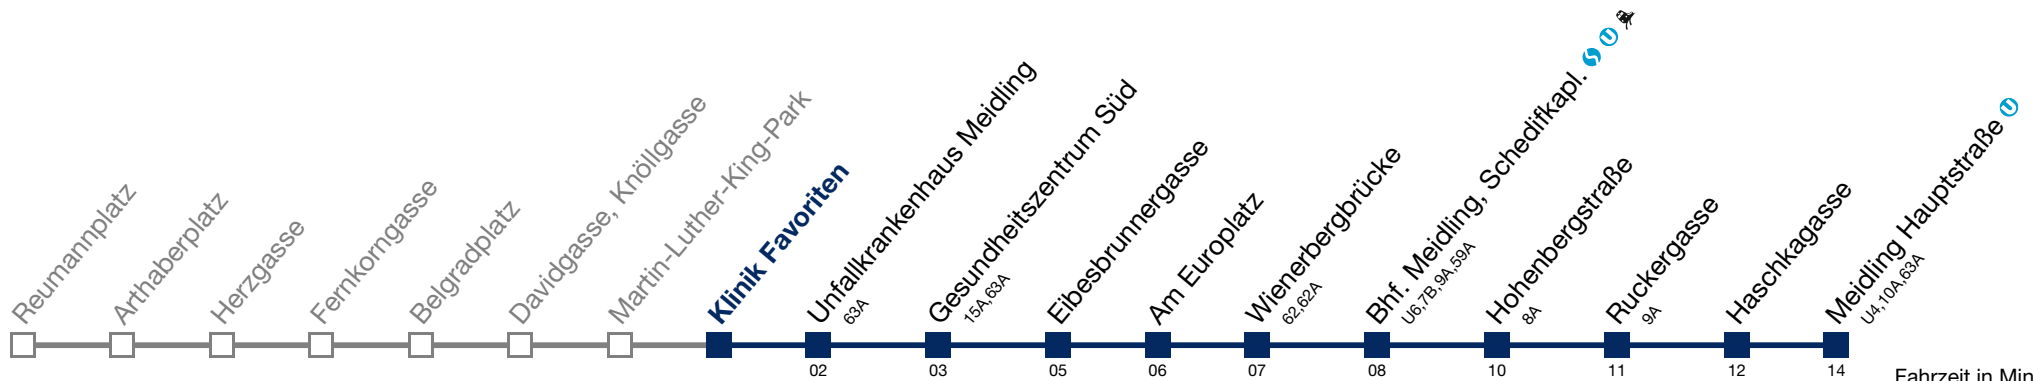 Reumannplatz
Arthaberplatz
Herzgasse
Fernkorngasse
Belgradplatz
Davidgasse, Knöllgasse
Martin-Luther-King-Park
Klinik Favoriten
Unfallkrankenhaus Meidling
63A
Gesundheitszentrum Süd
15A,63A
Eibesbrunnergasse
Am Europlatz
Wienerbergbrücke
62,62A
Bhf. Meidling, Schedifkapl. S U
U6,7B,9A,59A
Hohenbergstraße
8A
Ruckergasse
9A
Haschkagasse
Meidling Hauptstraße U
U4,10A,63A
02 03 05 06 07 08 10 11 12 14
Fahrzeit in Min